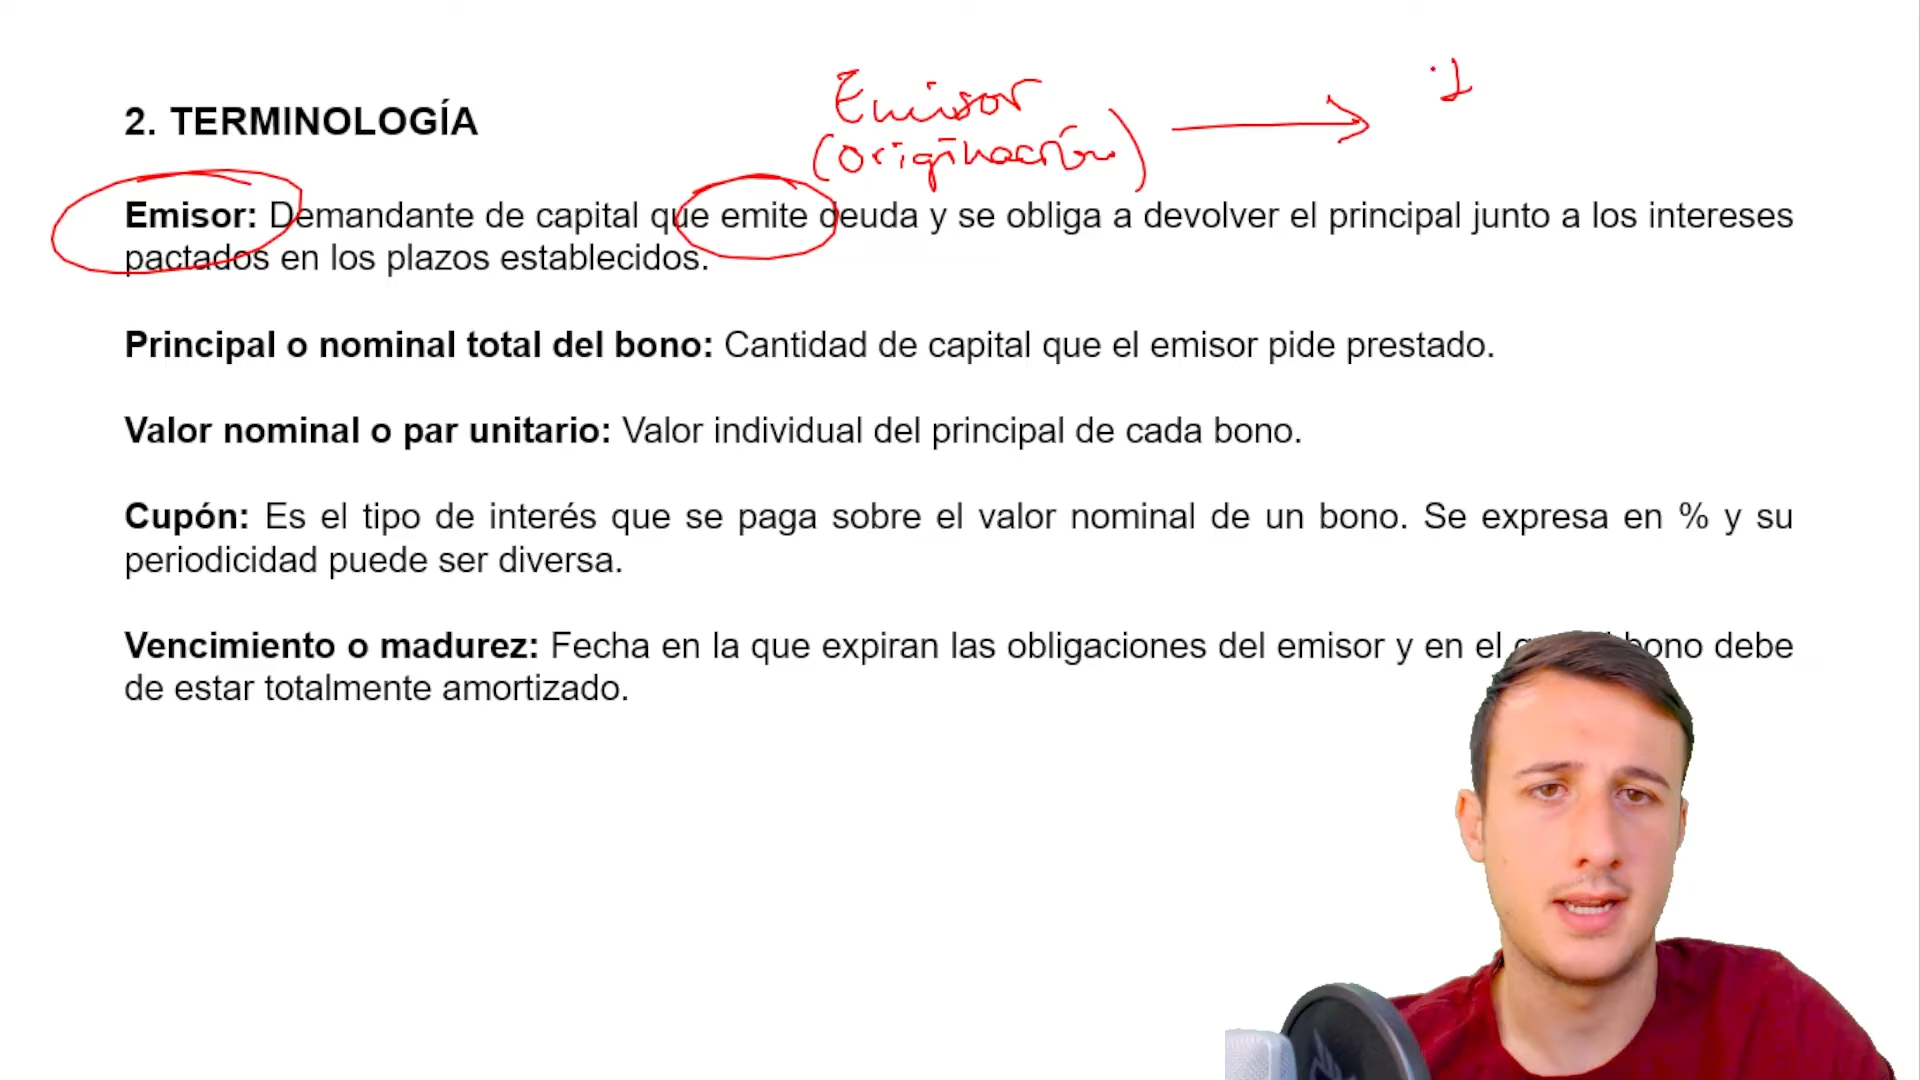 Emisor
(originación)
2. TERMINOLOGÍA
Emisor: Demandante de capital que emite deuda y se obliga a devolver el principal junto a los intereses
pactados en los plazos establecidos.
Principal o nominal total del bono: Cantidad de capital que el emisor pide prestado.
Valor nominal o par unitario: Valor individual del principal de cada bono.
Cupón: Es el tipo de interés que se paga sobre el valor nominal de un bono. Se expresa en % y su
periodicidad puede ser diversa.
Vencimiento o madurez: Fecha en la que expiran las obligaciones del emisor y en el bono debe
de estar totalmente amortizado.